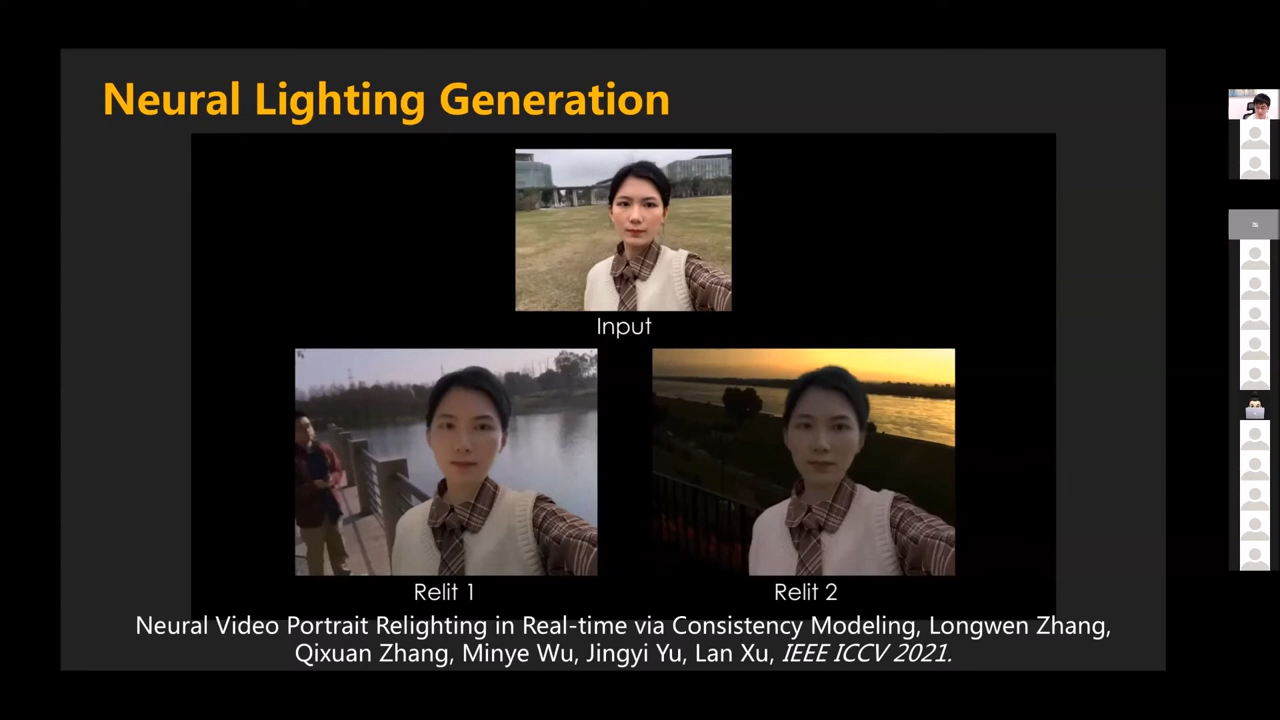 Neural Lighting Generation
Input
Relit 1
Relit 2
Neural Video Portrait Relighting in Real-time via Consistency Modeling, Longwen Zhang,
Qixuan Zhang, Minye Wu, Jingyi Yu, Lan Xu, IEEE ICCV 2021.